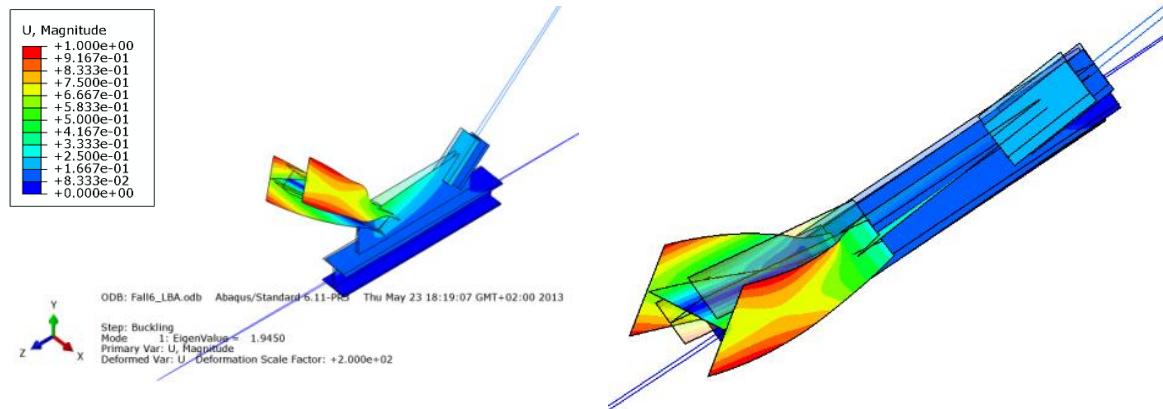 U, Magnitude
+1.000e+00
+9.167e-01
+8.333e-01
+7.500e-01
+6.667e-01
+5.833e-01
+5.000e-01
+4.167e-01
+3.333e-01
+2.500e-01
+1.667e-01
+8.333e-02
+0.000e+00
ODB: Fall6_LBA.odb Abaqus/Standard 6.11-PR3 Thu May 23 18:19:07 GMT+02:00 2013
Y
Z
X
Step: Buckling
Mode 1: EigenValue = 1.9450
Primary Var: U, Magnitude
Deformed Var: U Deformation Scale Factor: +2.000e+02